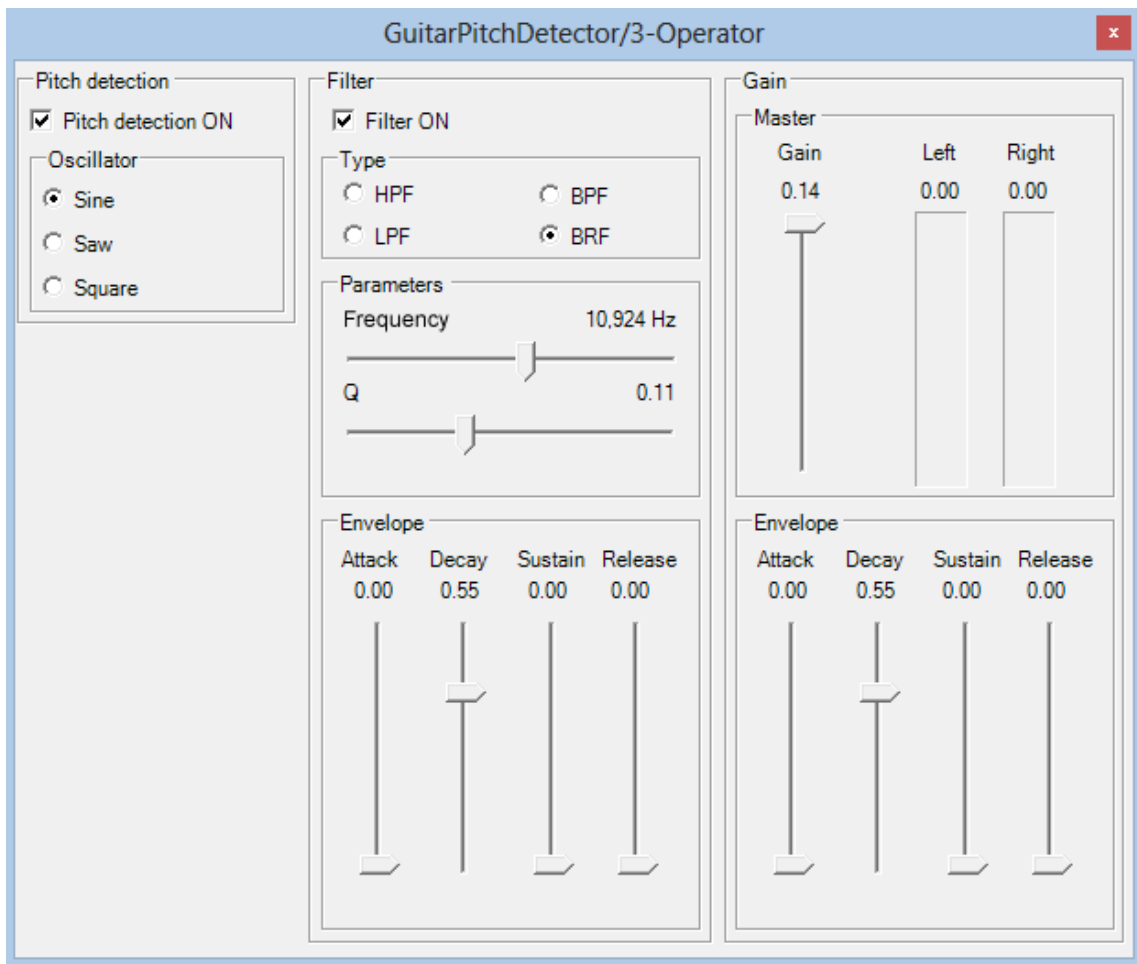 GuitarPitchDetector/3-Operator
x
Pitch detection
Pitch detection ON
Oscillator
Sine
Saw
Square
Filter
Filter ON
Type
HPF BPF
LPF BRF
Parameters
Frequency 10,924 Hz
Q 0.11
Envelope
Attack Decay Sustain Release
0.00 0.55 0.00 0.00
Gain
Master
Gain Left Right
0.14 0.00 0.00
Envelope
Attack Decay Sustain Release
0.00 0.55 0.00 0.00